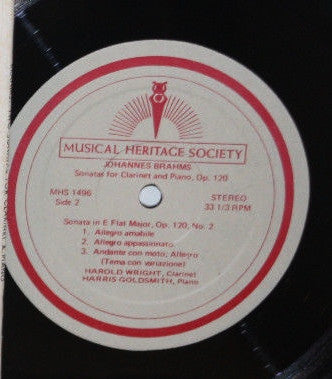 MUSICAL HERITAGE SOCIETY
JOHANNES BRAHMS
Sonatas for Clarinet and Piano, Op. 120
MHS 1496
Side 2
STEREO
33 1/3 RPM
Sonata in E Flat Major, Op. 120, No. 2
1. Allegro amabile
2. Allegro appassionato
3. Andante con moto; Allegro
(Tema con variazione)
HAROLD WRIGHT, Clarinet
HARRIS GOLDSMITH, Piano